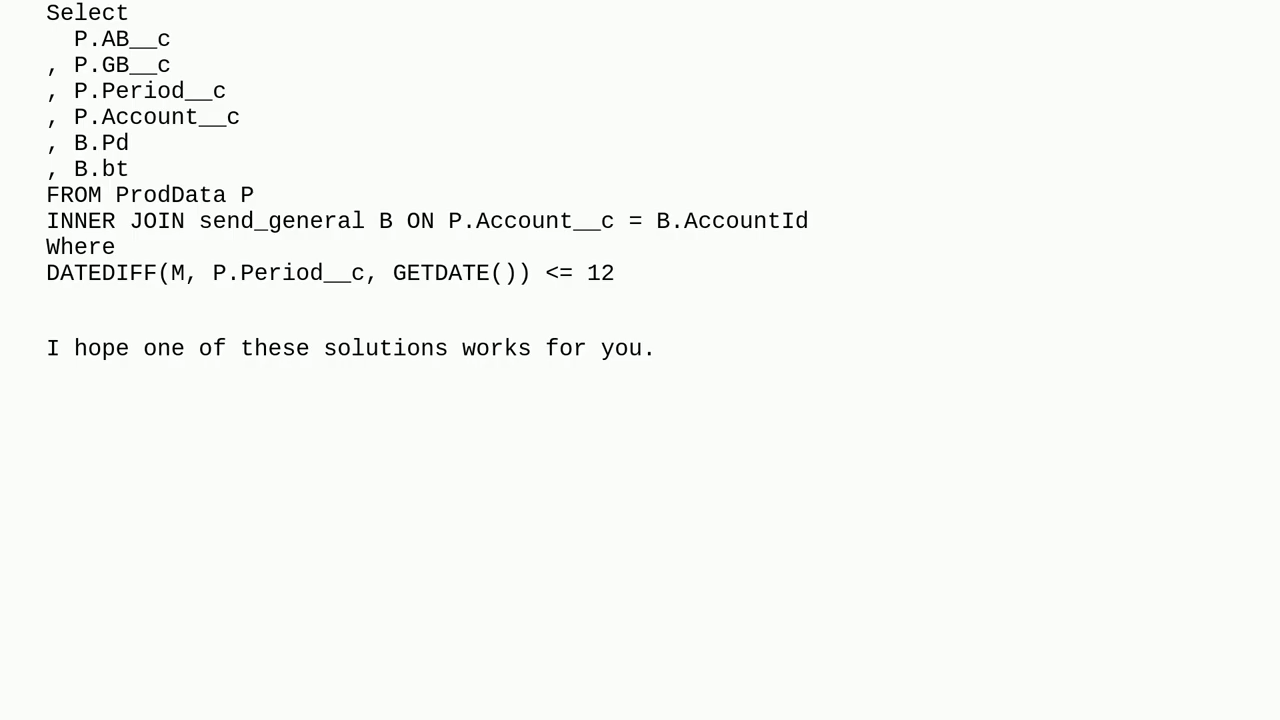 Select
  P.AB__c
, P.GB__c
, P.Period__c
, P.Account__c
, B.Pd
, B.bt
FROM ProdData P
INNER JOIN send_general B ON P.Account__c = B.AccountId
Where
DATEDIFF(M, P.Period__c, GETDATE()) <= 12
I hope one of these solutions works for you.